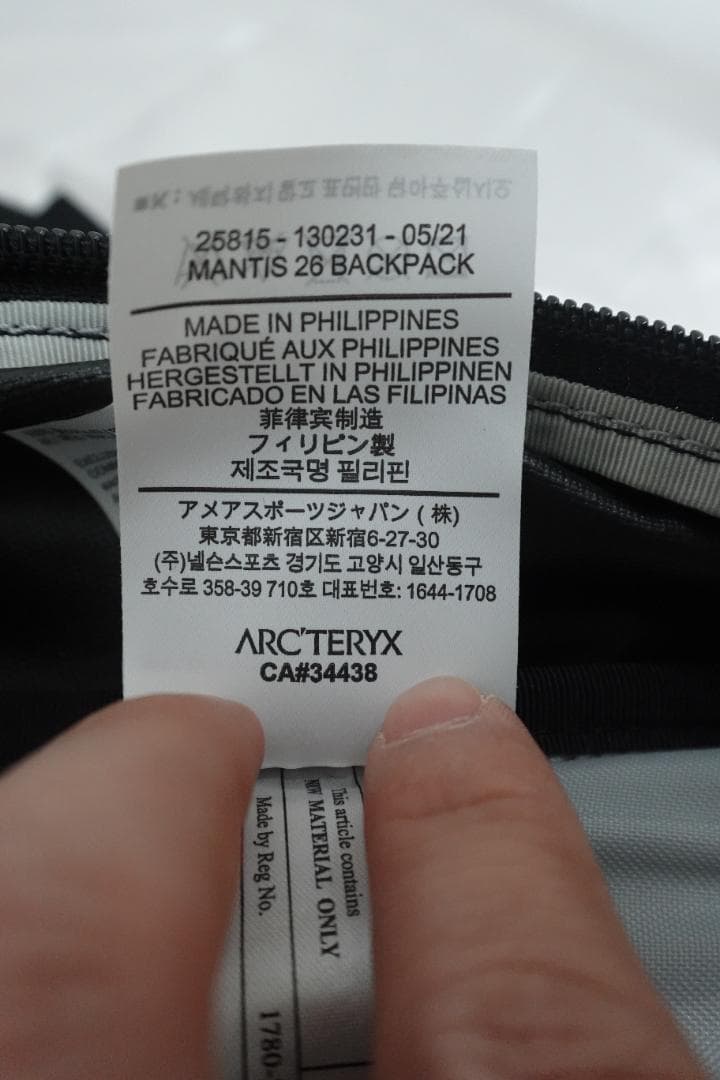 25815 - 130231 - 05/21
MANTIS 26 BACKPACK
MADE IN PHILIPPINES
FABRIQUÉ AUX PHILIPPINES
HERGESTELLT IN PHILIPPINEN
FABRICADO EN LAS FILIPINAS
菲律宾制造
フィリピン製
제조국명 필리핀
アメアスポーツジャパン ( 株)
東京都新宿区新宿6-27-30
(주)넬슨스포츠 경기도 고양시 일산동구
호수로 358-39 710호 대표번호: 1644-1708
ARC'TERYX
CA#34438
This article contains
NEW MATERIAL ONLY
Made by Reg No.
1780-